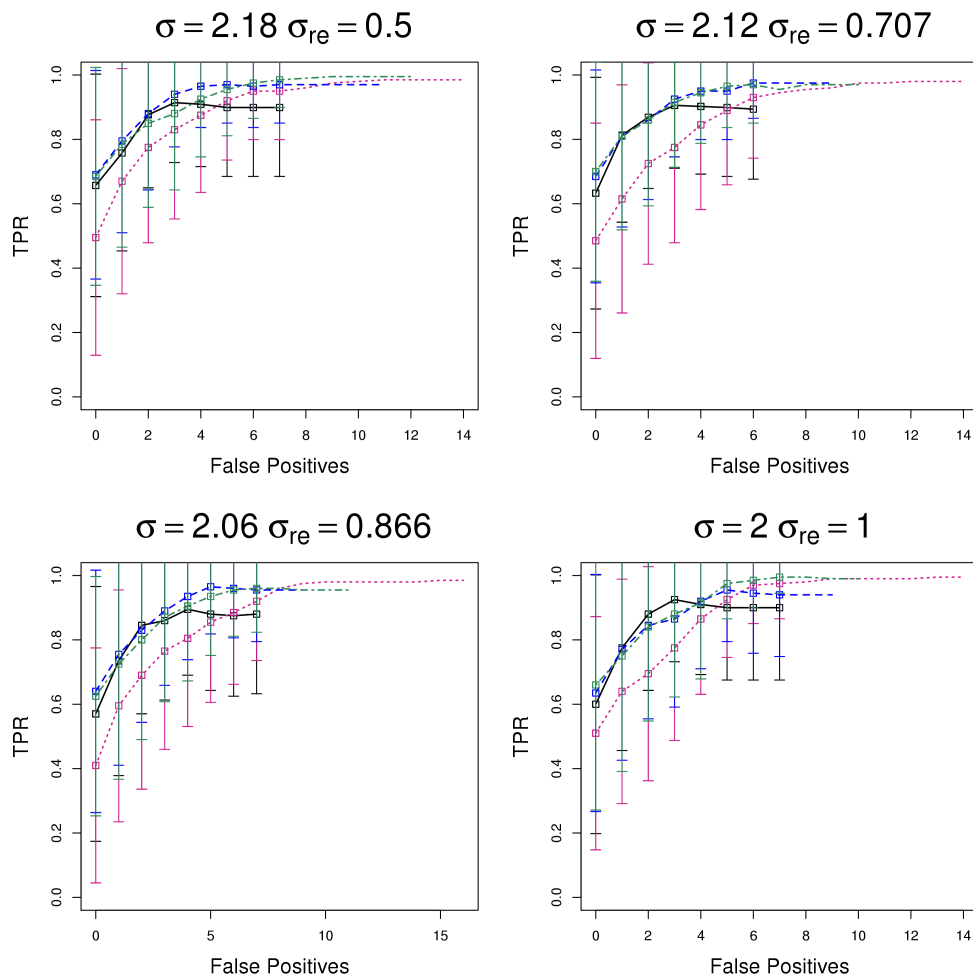 σ = 2.18 σre = 0.5
TPR
0.0 0.2 0.4 0.6 0.8 1.0
0 2 4 6 8 10 12 14
False Positives
σ = 2.12 σre = 0.707
TPR
0.0 0.2 0.4 0.6 0.8 1.0
0 2 4 6 8 10 12 14
False Positives
σ = 2.06 σre = 0.866
TPR
0.0 0.2 0.4 0.6 0.8 1.0
0 5 10 15
False Positives
σ = 2 σre = 1
TPR
0.0 0.2 0.4 0.6 0.8 1.0
0 2 4 6 8 10 12 14
False Positives